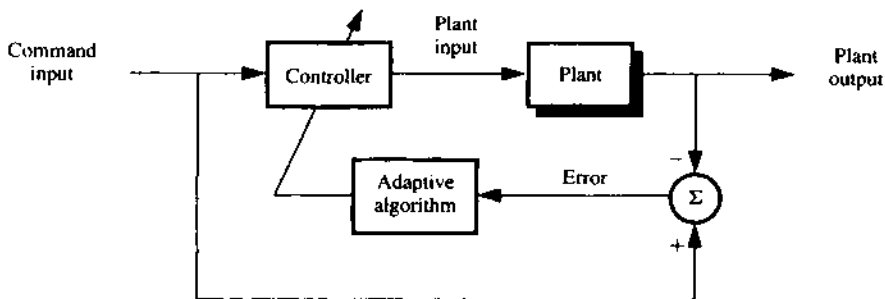 Command
input
Controller
Plant
input
Plant
Plant
output
Adaptive
algorithm
Error
−
Σ
+